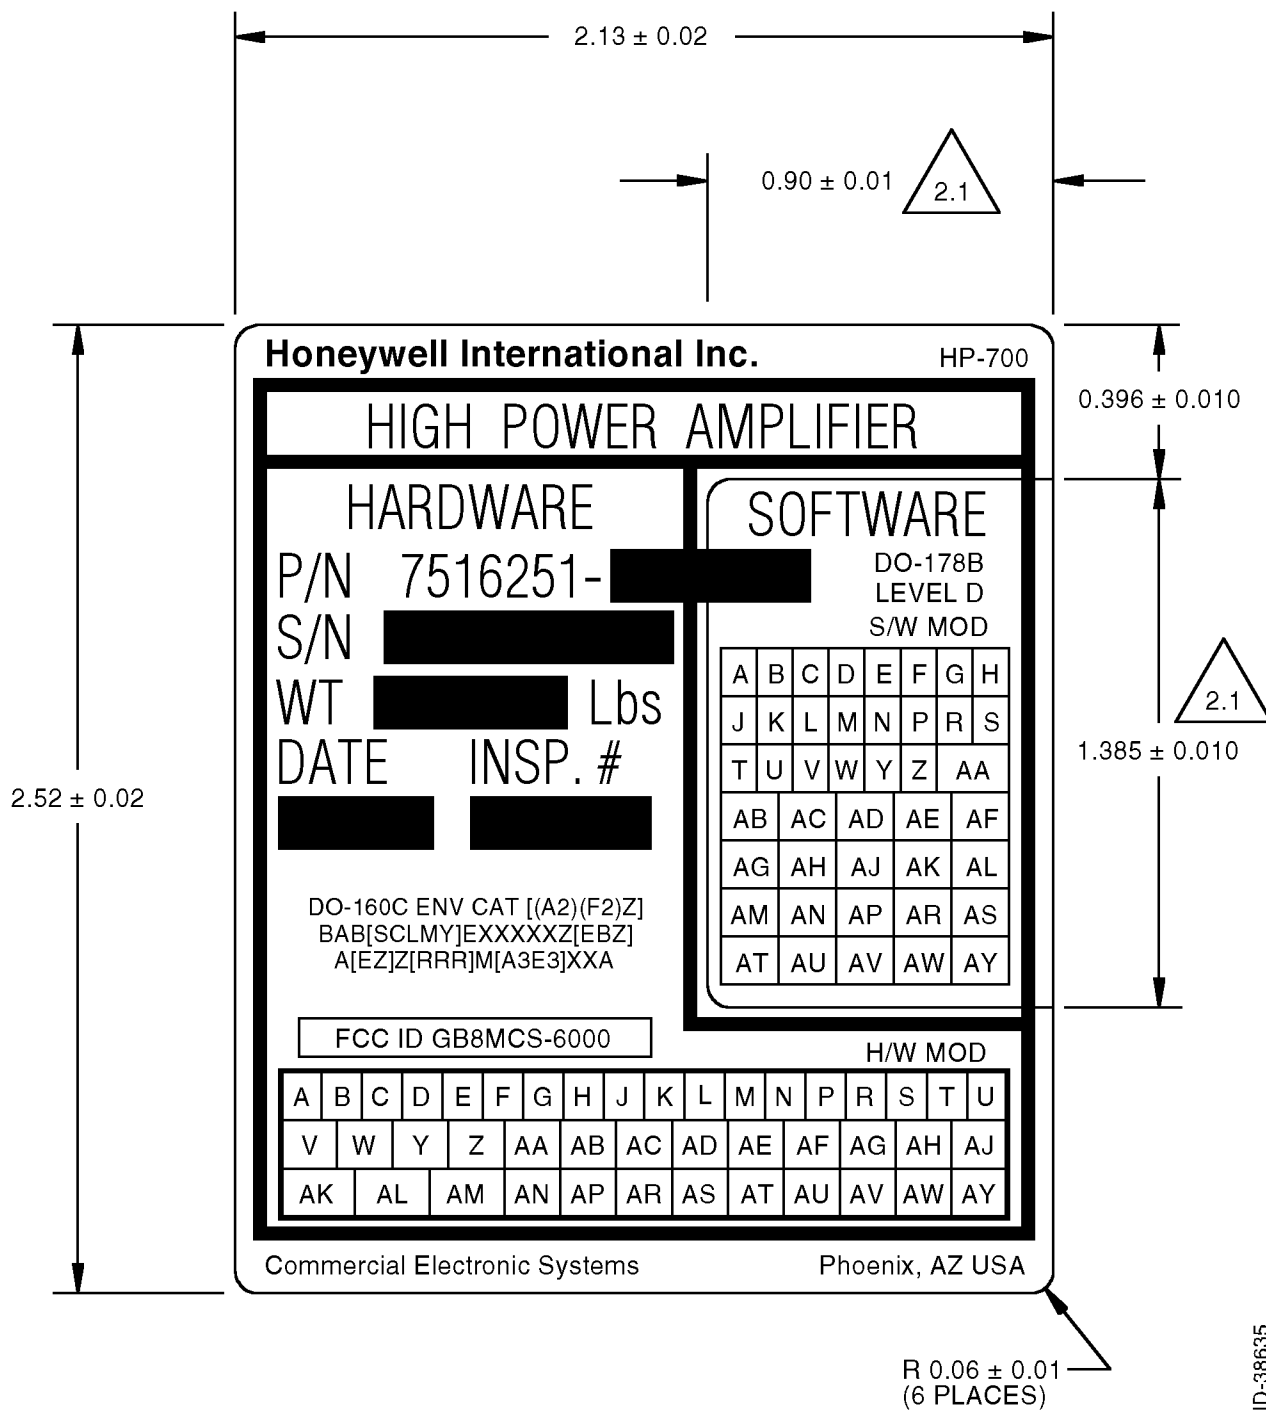 2.13 ± 0.02
0.90 ± 0.01
2.1
Honeywell International Inc. HP-700
0.396 ± 0.010
HIGH POWER AMPLIFIER
HARDWARE
SOFTWARE
P/N 7516251-
DO-178B
LEVEL D
S/N
S/W MOD
WT Lbs
DATE INSP. #
A B C D E F G H
J K L M N P R S
T U V W Y Z AA
AB AC AD AE AF
AG AH AJ AK AL
AM AN AP AR AS
AT AU AV AW AY
2.1
1.385 ± 0.010
2.52 ± 0.02
DO-160C ENV CAT [(A2)(F2)Z]
BAB[SCLMY]EXXXXXZ[EBZ]
A[EZ]Z[RRR]M[A3E3]XXA
FCC ID GB8MCS-6000
H/W MOD
A B C D E F G H J K L M N P R S T U
V W Y Z AA AB AC AD AE AF AG AH AJ
AK AL AM AN AP AR AS AT AU AV AW AY
Commercial Electronic Systems Phoenix, AZ USA
R 0.06 ± 0.01
(6 PLACES)
ID-38635